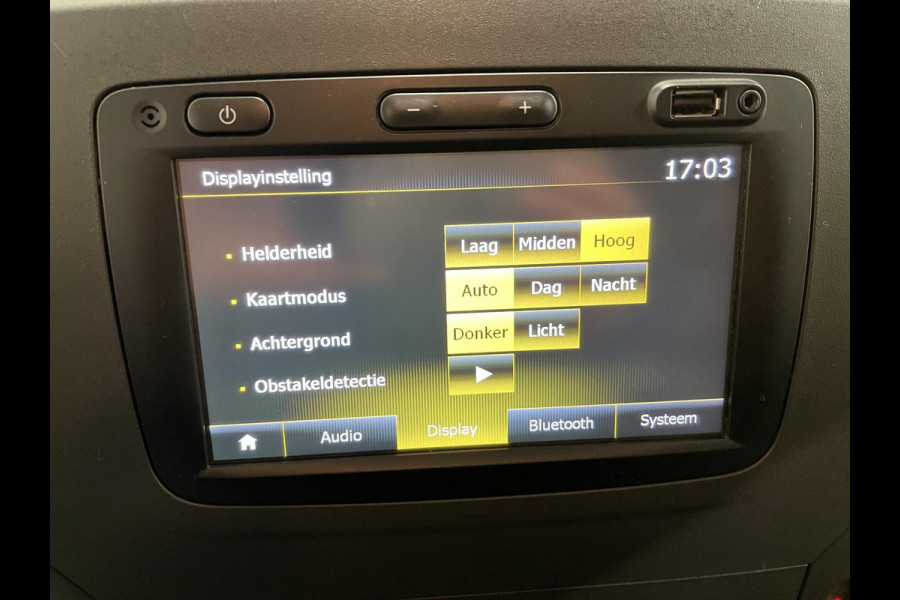 Displayinstelling 17:03
Helderheid Laag Midden Hoog
Kaartmodus Auto Dag Nacht
Achtergrond Donker Licht
Obstakeldetectie
Audio Display Bluetooth Systeem